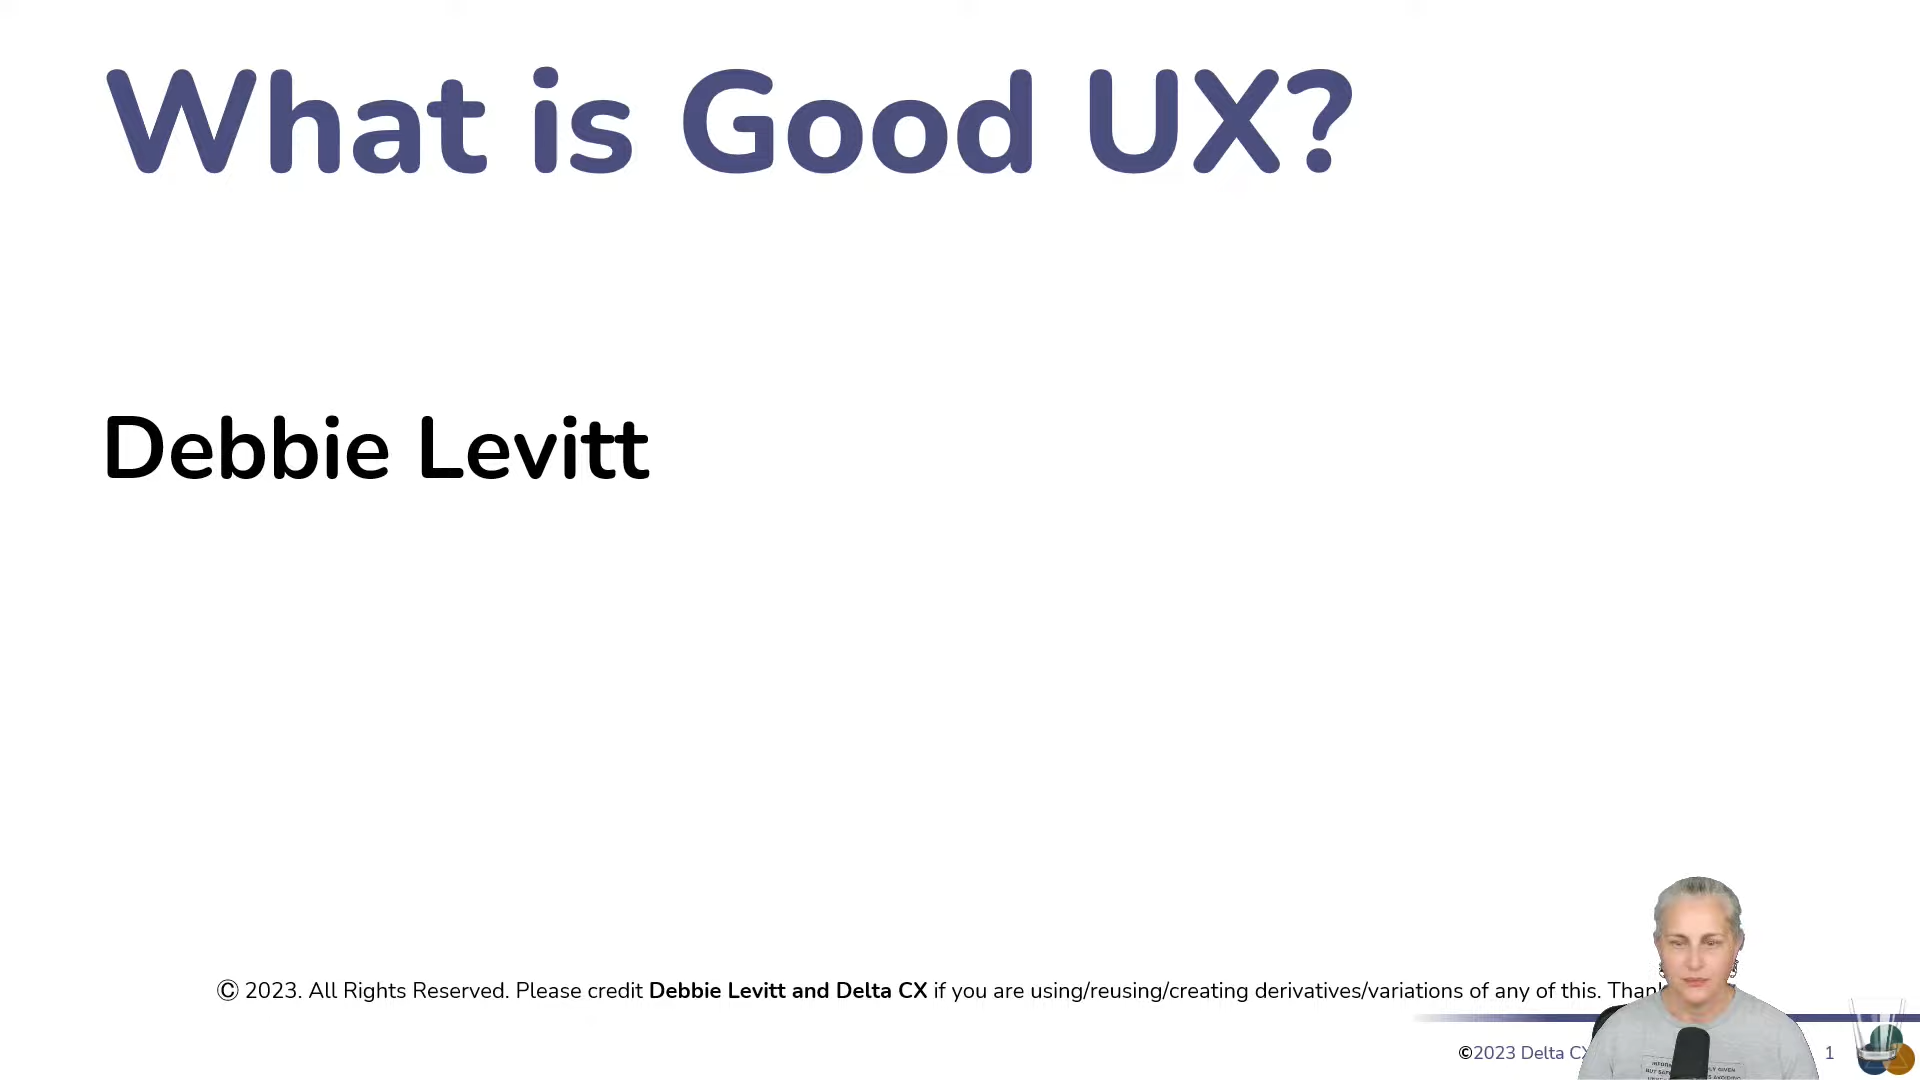 What is Good UX?
Debbie Levitt
© 2023. All Rights Reserved. Please credit Debbie Levitt and Delta CX if you are using/reusing/creating derivatives/variations of any of this.
©2023 Delta
1